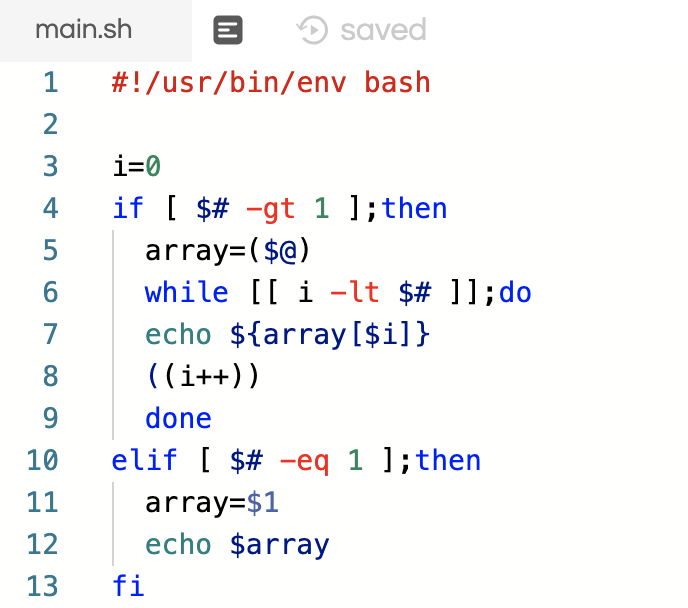 main.sh saved
1 #!/usr/bin/env bash
2
3 i=0
4 if [ $# -gt 1 ];then
5 array=($@)
6 while [[ i -lt $# ]];do
7 echo ${array[$i]}
8 ((i++))
9 done
10 elif [ $# -eq 1 ];then
11 array=$1
12 echo $array
13 fi